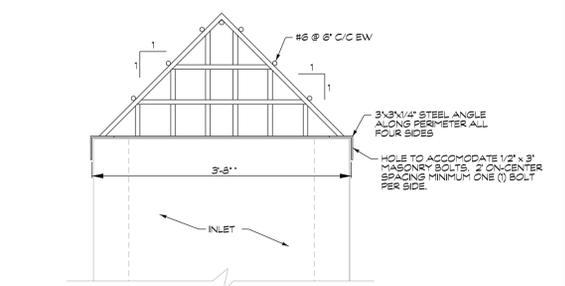 #6 @ 6" C/C EW
1
1
1
1
3"x3"x1/4" STEEL ANGLE
ALONG PERIMETER ALL
FOUR SIDES
HOLE TO ACCOMODATE 1/2" x 3"
MASONRY BOLTS. 2' ON-CENTER
SPACING MINIMUM ONE (1) BOLT
PER SIDE.
3'-8"*
INLET